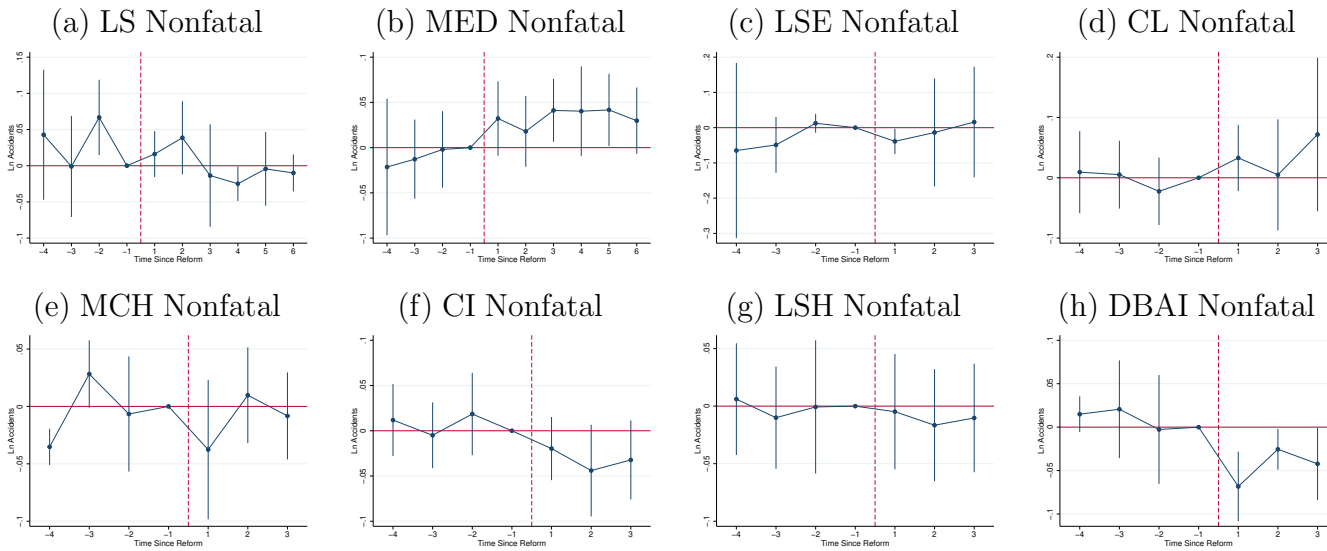 (a) LS Nonfatal
(b) MED Nonfatal
(c) LSE Nonfatal
(d) CL Nonfatal
Ln Accidents
-.1 -.05 0 .05 .1 .15
-4 -3 -2 -1 1 2 3 4 5 6
Time Since Reform
Ln Accidents
-.1 -.05 0 .05 .1
-4 -3 -2 -1 1 2 3 4 5 6
Time Since Reform
Ln Accidents
-.3 -.2 -.1 0 .1 .2
-4 -3 -2 -1 1 2 3
Time Since Reform
Ln Accidents
-.1 0 .1 .2
-4 -3 -2 -1 1 2 3
Time Since Reform
(e) MCH Nonfatal
(f) CI Nonfatal
(g) LSH Nonfatal
(h) DBAI Nonfatal
Ln Accidents
-.1 -.05 0 .05
-4 -3 -2 -1 1 2 3
Time Since Reform
Ln Accidents
-.1 -.05 0 .05 .1
-4 -3 -2 -1 1 2 3
Time Since Reform
Ln Accidents
-.1 -.05 0 .05
-4 -3 -2 -1 1 2 3
Time Since Reform
Ln Accidents
-.1 -.05 0 .05 .1
-4 -3 -2 -1 1 2 3
Time Since Reform